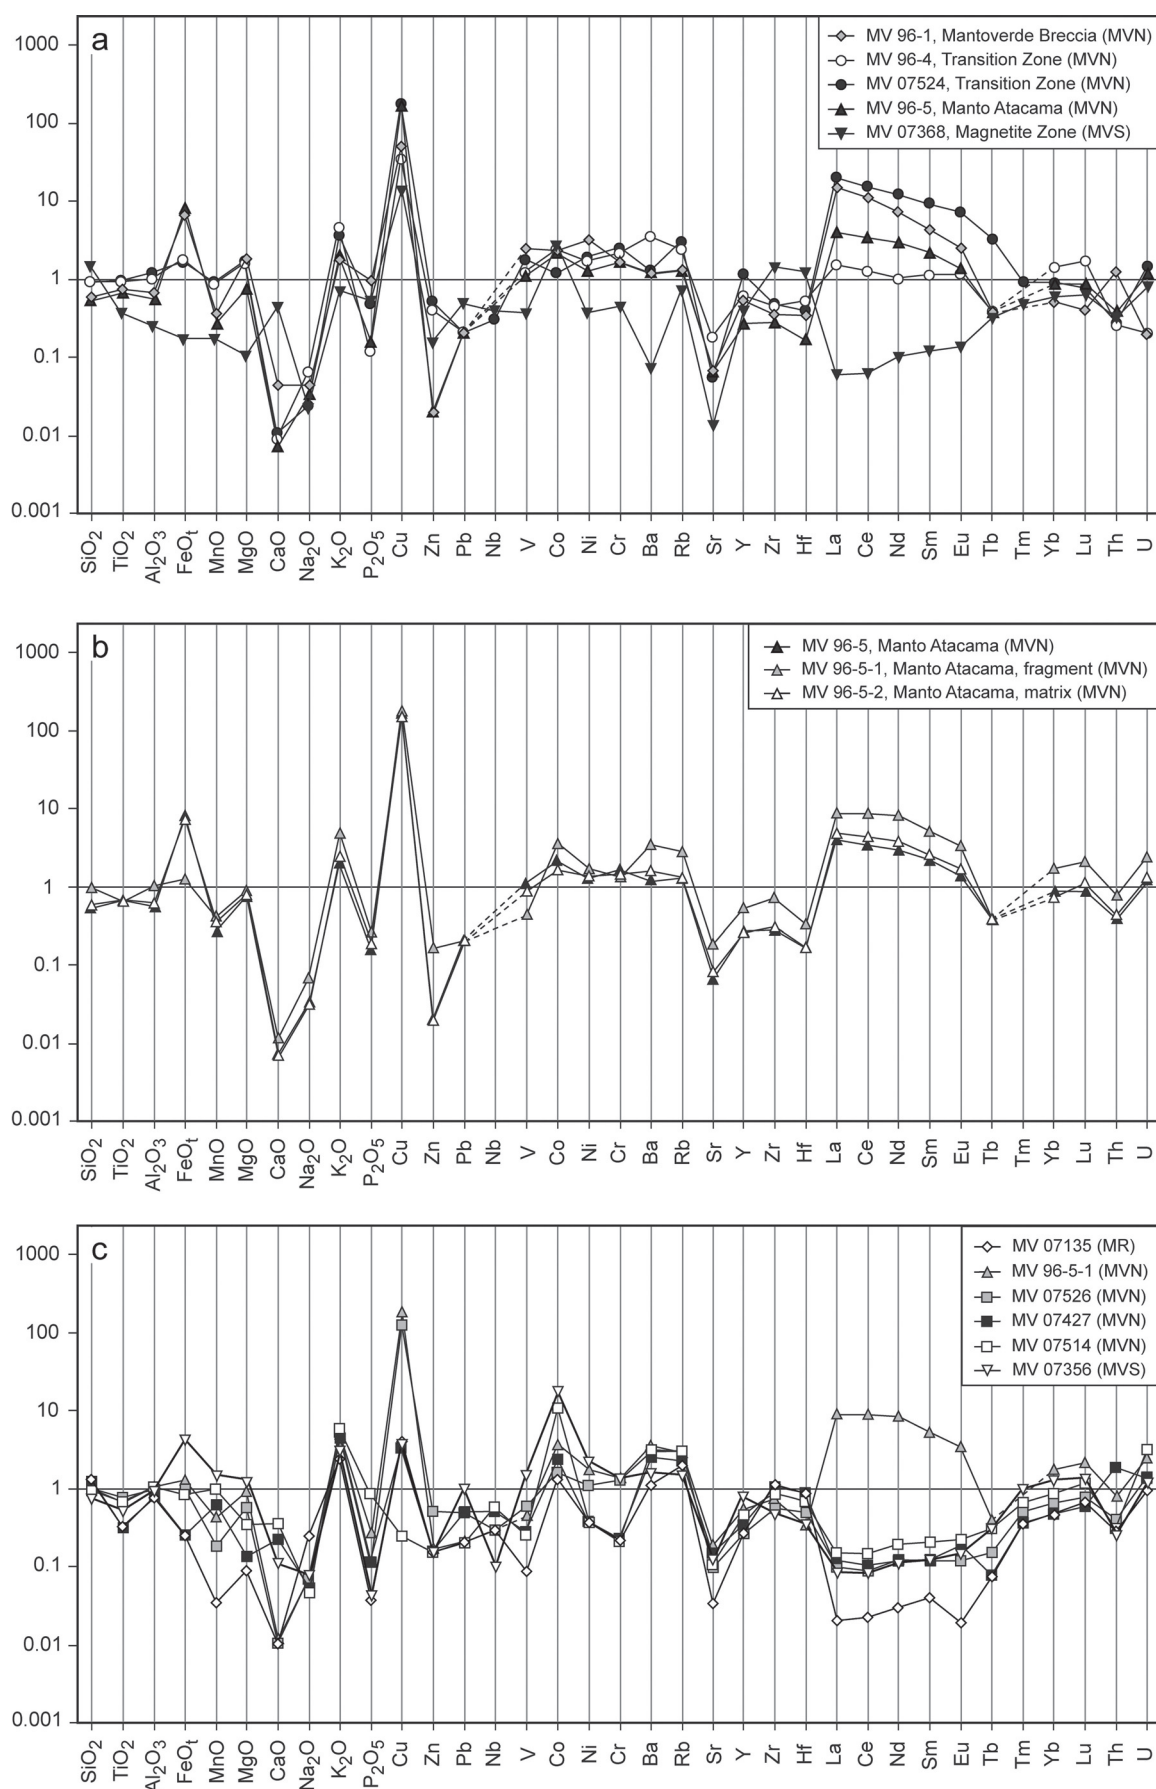 a
1000
100
10
1
0.1
0.01
0.001
MV 96-1, Mantoverde Breccia (MVN)
MV 96-4, Transition Zone (MVN)
MV 07524, Transition Zone (MVN)
MV 96-5, Manto Atacama (MVN)
MV 07368, Magnetite Zone (MVS)
SiO₂ TiO₂ Al₂O₃ FeOₜ MnO MgO CaO Na₂O K₂O P₂O₅ Cu Zn Pb Nb V Co Ni Cr Ba Rb Sr Y Zr Hf La Ce Nd Sm Eu Tb Tm Yb Lu Th U
b
1000
100
10
1
0.1
0.01
0.001
MV 96-5, Manto Atacama (MVN)
MV 96-5-1, Manto Atacama, fragment (MVN)
MV 96-5-2, Manto Atacama, matrix (MVN)
SiO₂ TiO₂ Al₂O₃ FeOₜ MnO MgO CaO Na₂O K₂O P₂O₅ Cu Zn Pb Nb V Co Ni Cr Ba Rb Sr Y Zr Hf La Ce Nd Sm Eu Tb Tm Yb Lu Th U
c
1000
100
10
1
0.1
0.01
0.001
MV 07135 (MR)
MV 96-5-1 (MVN)
MV 07526 (MVN)
MV 07427 (MVN)
MV 07514 (MVN)
MV 07356 (MVS)
SiO₂ TiO₂ Al₂O₃ FeOₜ MnO MgO CaO Na₂O K₂O P₂O₅ Cu Zn Pb Nb V Co Ni Cr Ba Rb Sr Y Zr Hf La Ce Nd Sm Eu Tb Tm Yb Lu Th U